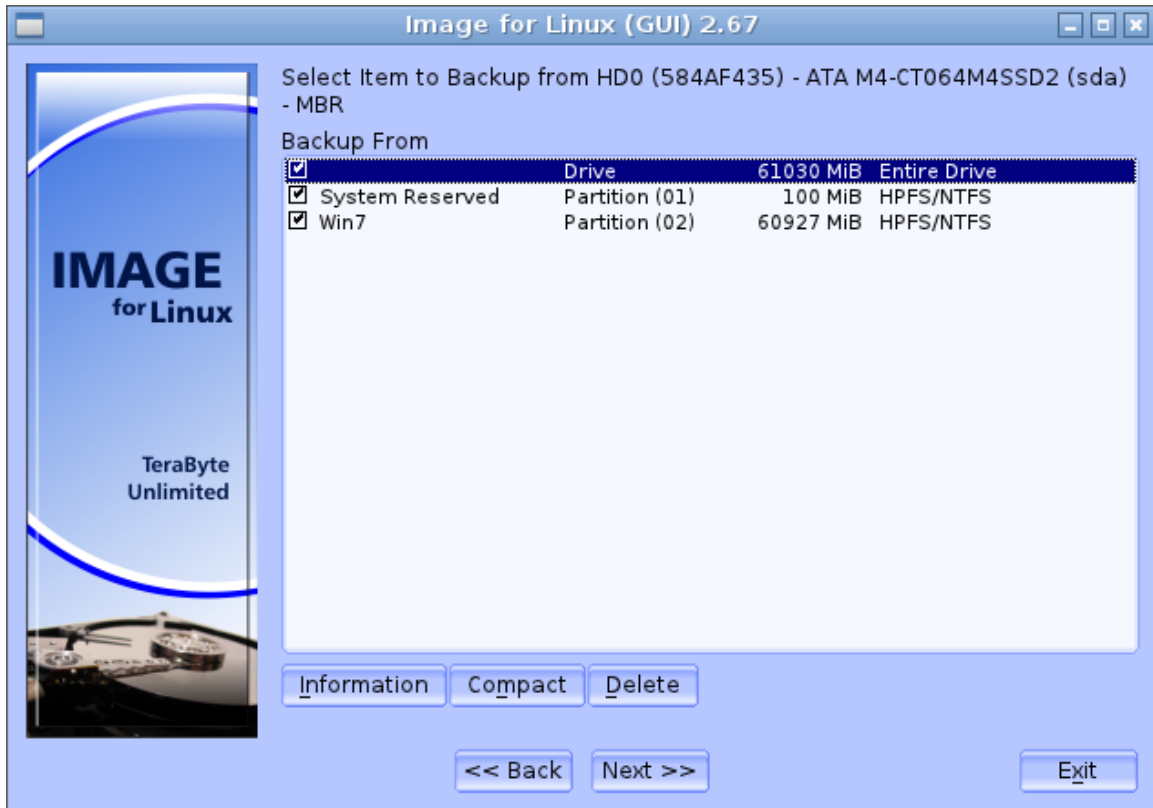 Image for Linux (GUI) 2.67
Select Item to Backup from HD0 (584AF435) - ATA M4-CT064M4SSD2 (sda)
- MBR
Backup From
Drive 61030 MiB Entire Drive
System Reserved Partition (01) 100 MiB HPFS/NTFS
Win7 Partition (02) 60927 MiB HPFS/NTFS
IMAGE
for Linux
TeraByte
Unlimited
Information Compact Delete
<< Back Next >> Exit